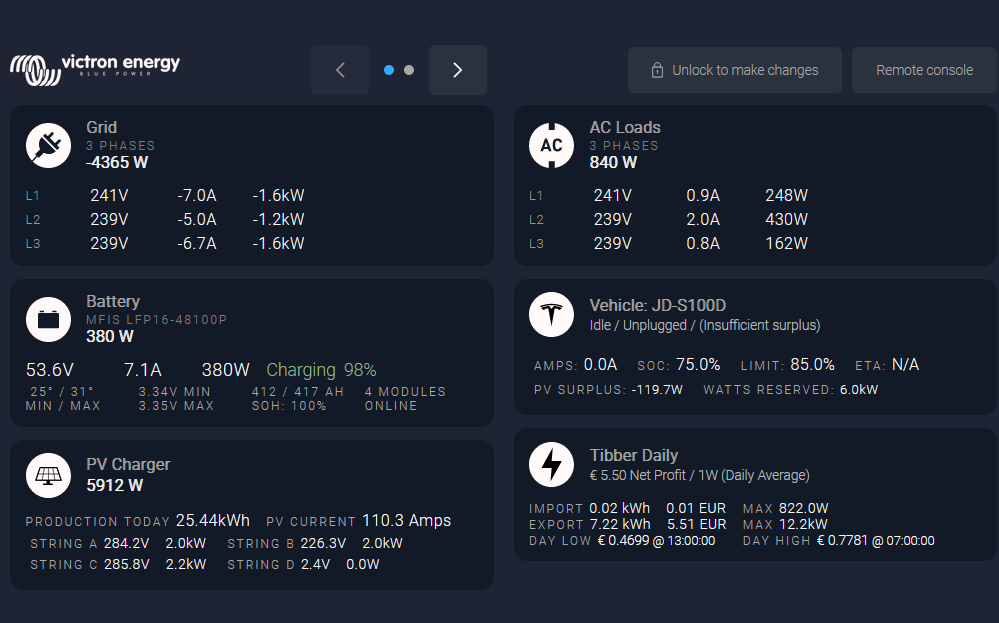 victron energy
BLUE POWER
Unlock to make changes
Remote console
Grid
3 PHASES
-4365 W
L1 241V -7.0A -1.6kW
L2 239V -5.0A -1.2kW
L3 239V -6.7A -1.6kW
AC
AC Loads
3 PHASES
840 W
L1 241V 0.9A 248W
L2 239V 2.0A 430W
L3 239V 0.8A 162W
Battery
MFIS LFP16-48100P
380 W
53.6V 7.1A 380W Charging 98%
25° / 31° 3.34V MIN 412 / 417 AH 4 MODULES
MIN / MAX 3.35V MAX SOH: 100% ONLINE
Vehicle: JD-S100D
Idle / Unplugged / (Insufficient surplus)
AMPS: 0.0A SOC: 75.0% LIMIT: 85.0% ETA: N/A
PV SURPLUS: -119.7W WATTS RESERVED: 6.0kW
PV Charger
5912 W
PRODUCTION TODAY 25.44kWh PV CURRENT 110.3 Amps
STRING A 284.2V 2.0kW STRING B 226.3V 2.0kW
STRING C 285.8V 2.2kW STRING D 2.4V 0.0W
Tibber Daily
€ 5.50 Net Profit / 1W (Daily Average)
IMPORT 0.02 kWh 0.01 EUR MAX 822.0W
EXPORT 7.22 kWh 5.51 EUR MAX 12.2kW
DAY LOW € 0.4699 @ 13:00:00 DAY HIGH € 0.7781 @ 07:00:00